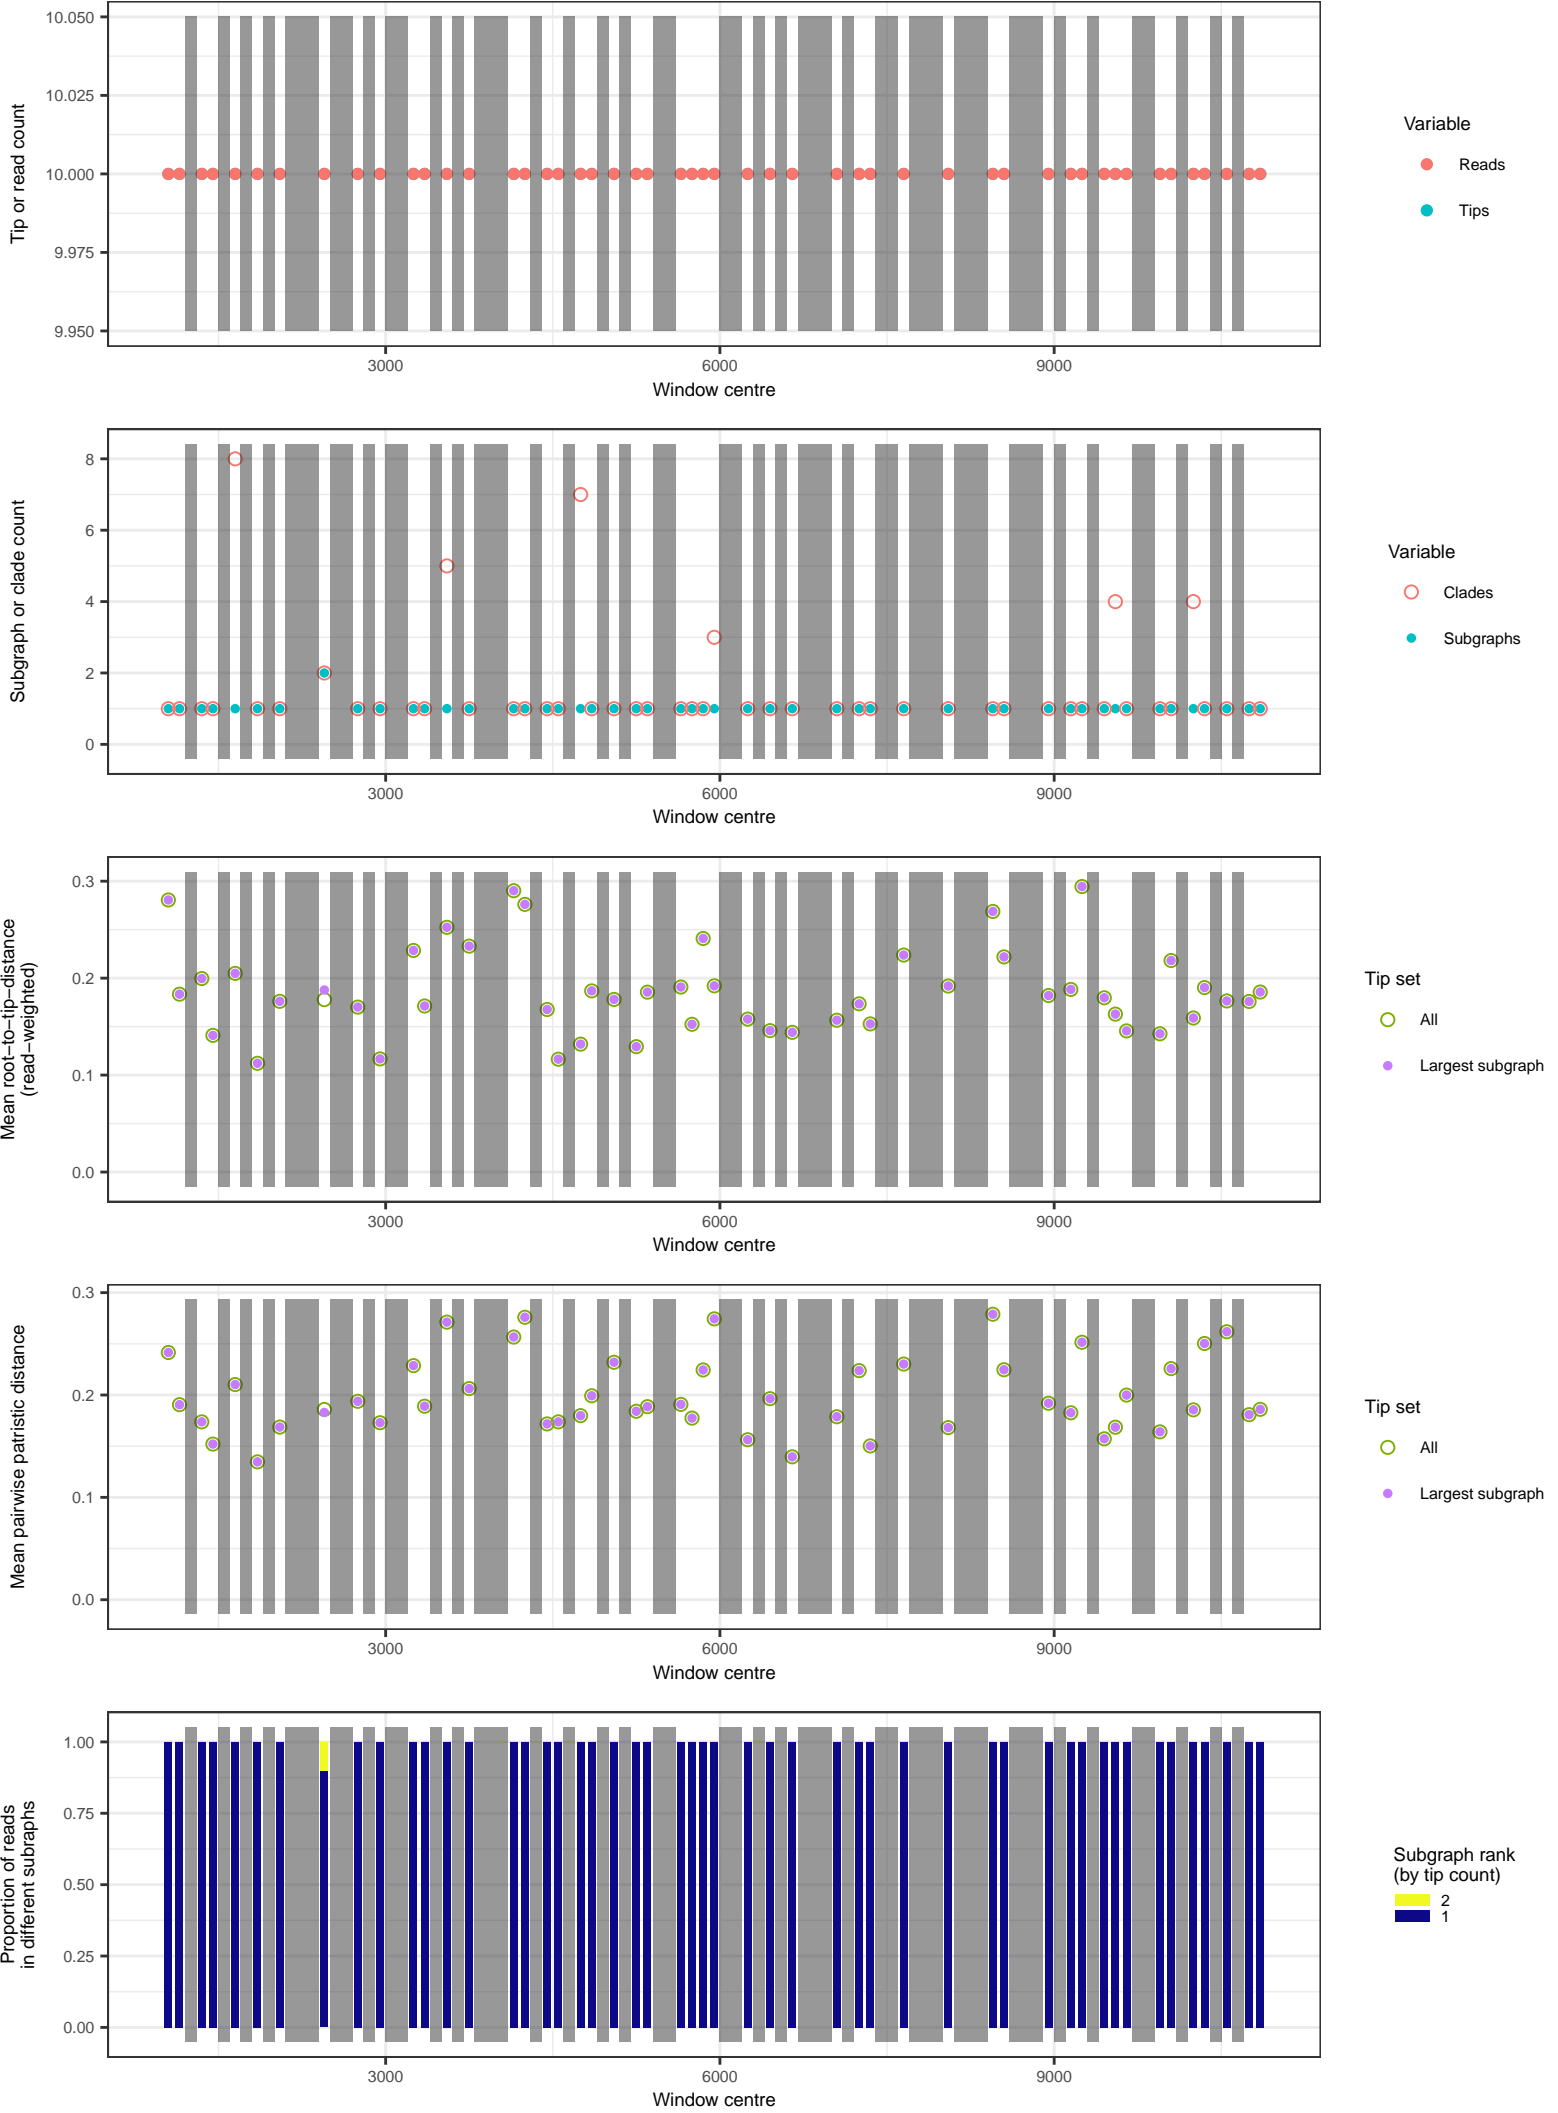 10.050
10.025
10.000
9.975
9.950
Tip or read count
3000 6000 9000
Window centre
Variable
Reads
Tips
8
6
4
2
0
Subgraph or clade count
3000 6000 9000
Window centre
Variable
Clades
Subgraphs
0.3
0.2
0.1
0.0
Mean root−to−tip−distance
(read−weighted)
3000 6000 9000
Window centre
Tip set
All
Largest subgraph
0.3
0.2
0.1
0.0
Mean pairwise patristic distance
3000 6000 9000
Window centre
Tip set
All
Largest subgraph
1.00
0.75
0.50
0.25
0.00
Proportion of reads
in different subraphs
3000 6000 9000
Window centre
Subgraph rank
(by tip count)
2
1